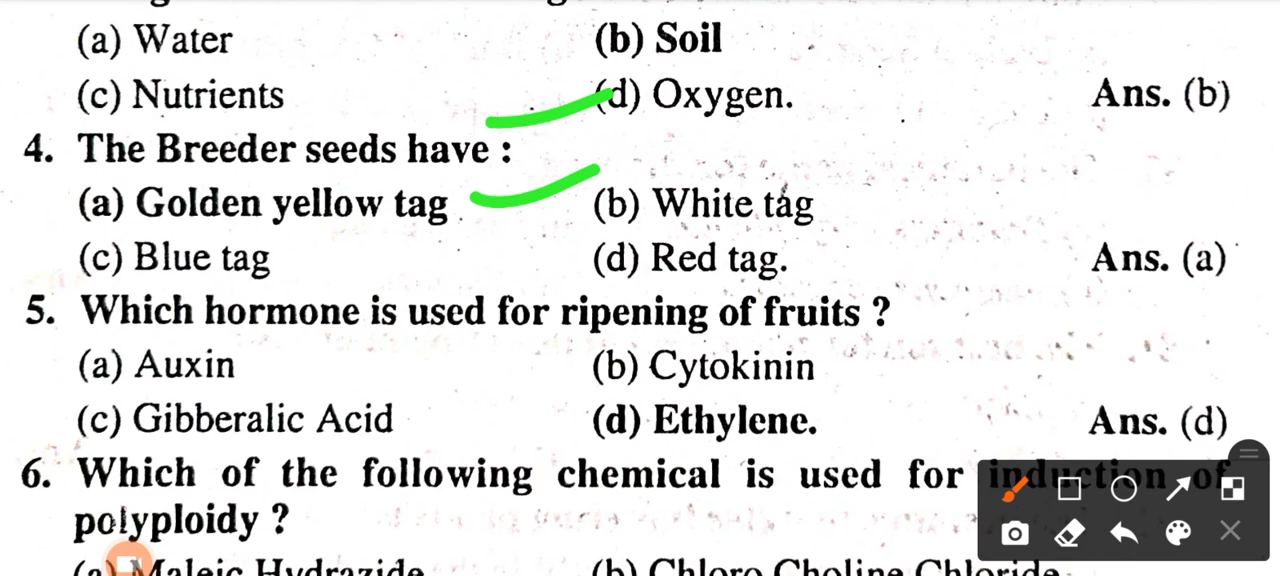 (a) Water (b) Soil
(c) Nutrients (d) Oxygen. Ans. (b)
4. The Breeder seeds have :
(a) Golden yellow tag (b) White tag
(c) Blue tag (d) Red tag. Ans. (a)
5. Which hormone is used for ripening of fruits ?
(a) Auxin (b) Cytokinin
(c) Gibberalic Acid (d) Ethylene. Ans. (d)
6. Which of the following chemical is used for induction of
polyploidy ?
(a) Maleic Hydrazide (b) Chloro Choline Chloride